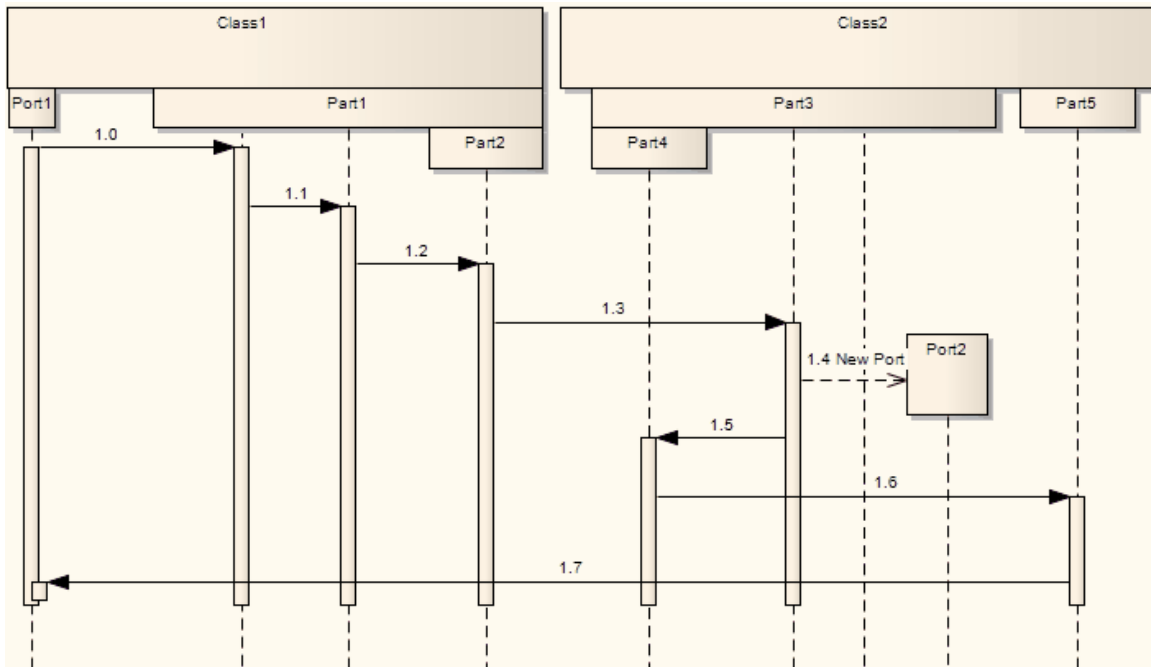 Class1
Class2
Port1
Part1
Part3
Part5
Part2
Part4
1.0
1.1
1.2
1.3
Port2
1.4 New Port
1.5
1.6
1.7